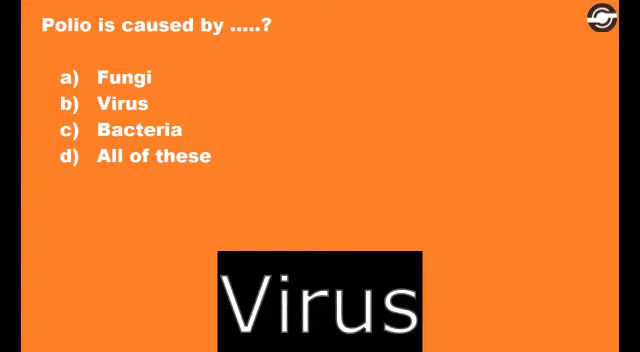 Polio is caused by .....?
a) Fungi
b) Virus
c) Bacteria
d) All of these
Virus